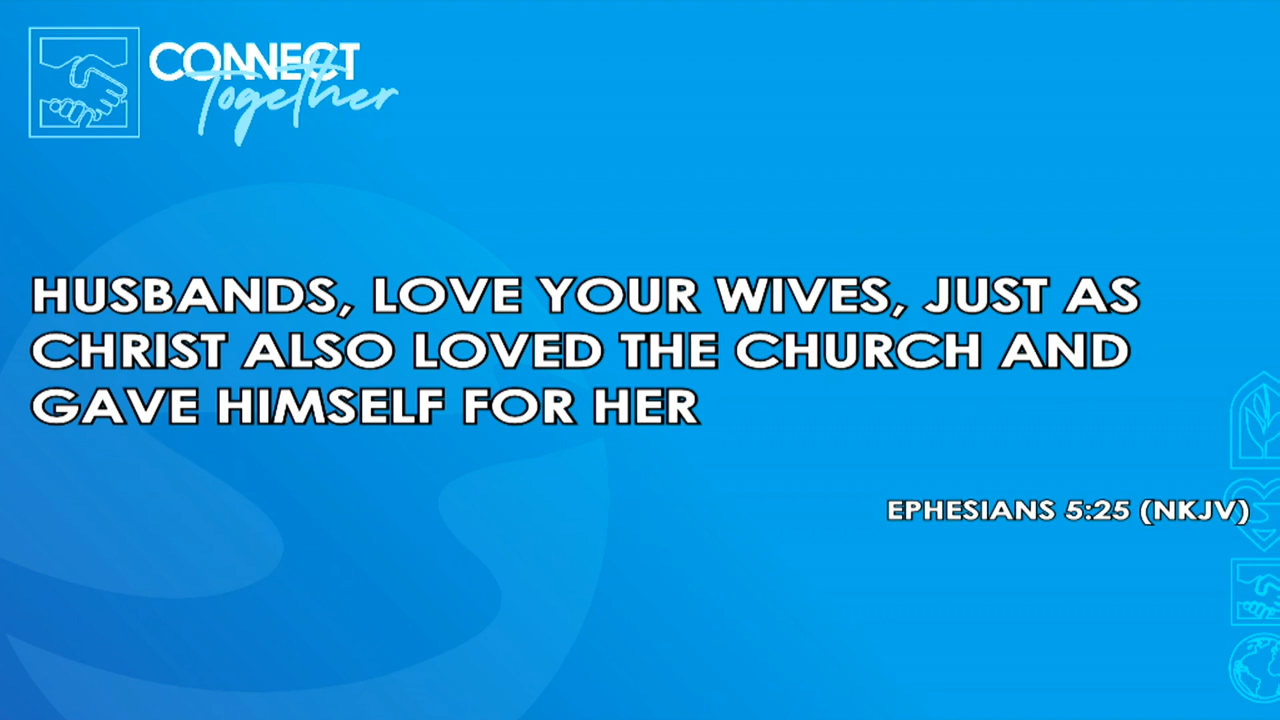 CONNECT
Together
HUSBANDS, LOVE YOUR WIVES, JUST AS
CHRIST ALSO LOVED THE CHURCH AND
GAVE HIMSELF FOR HER
EPHESIANS 5:25 (NKJV)